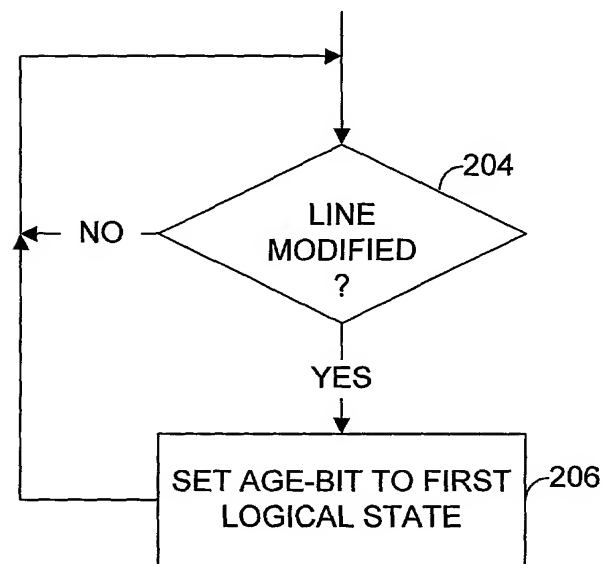 204
LINE
MODIFIED
?
NO
YES
SET AGE-BIT TO FIRST
LOGICAL STATE
206